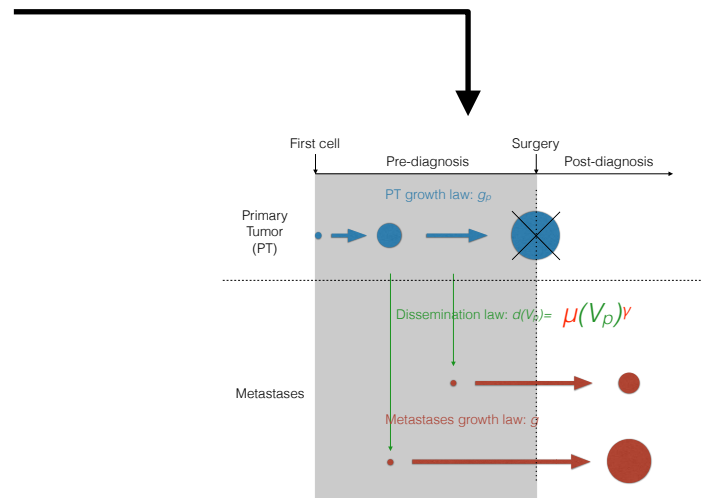 First cell
Surgery
Pre-diagnosis
Post-diagnosis
PT growth law: gₚ
Primary
Tumor
(PT)
Dissemination law: d(Vₚ)= μ(Vₚ)ᵞ
Metastases
Metastases growth law: g